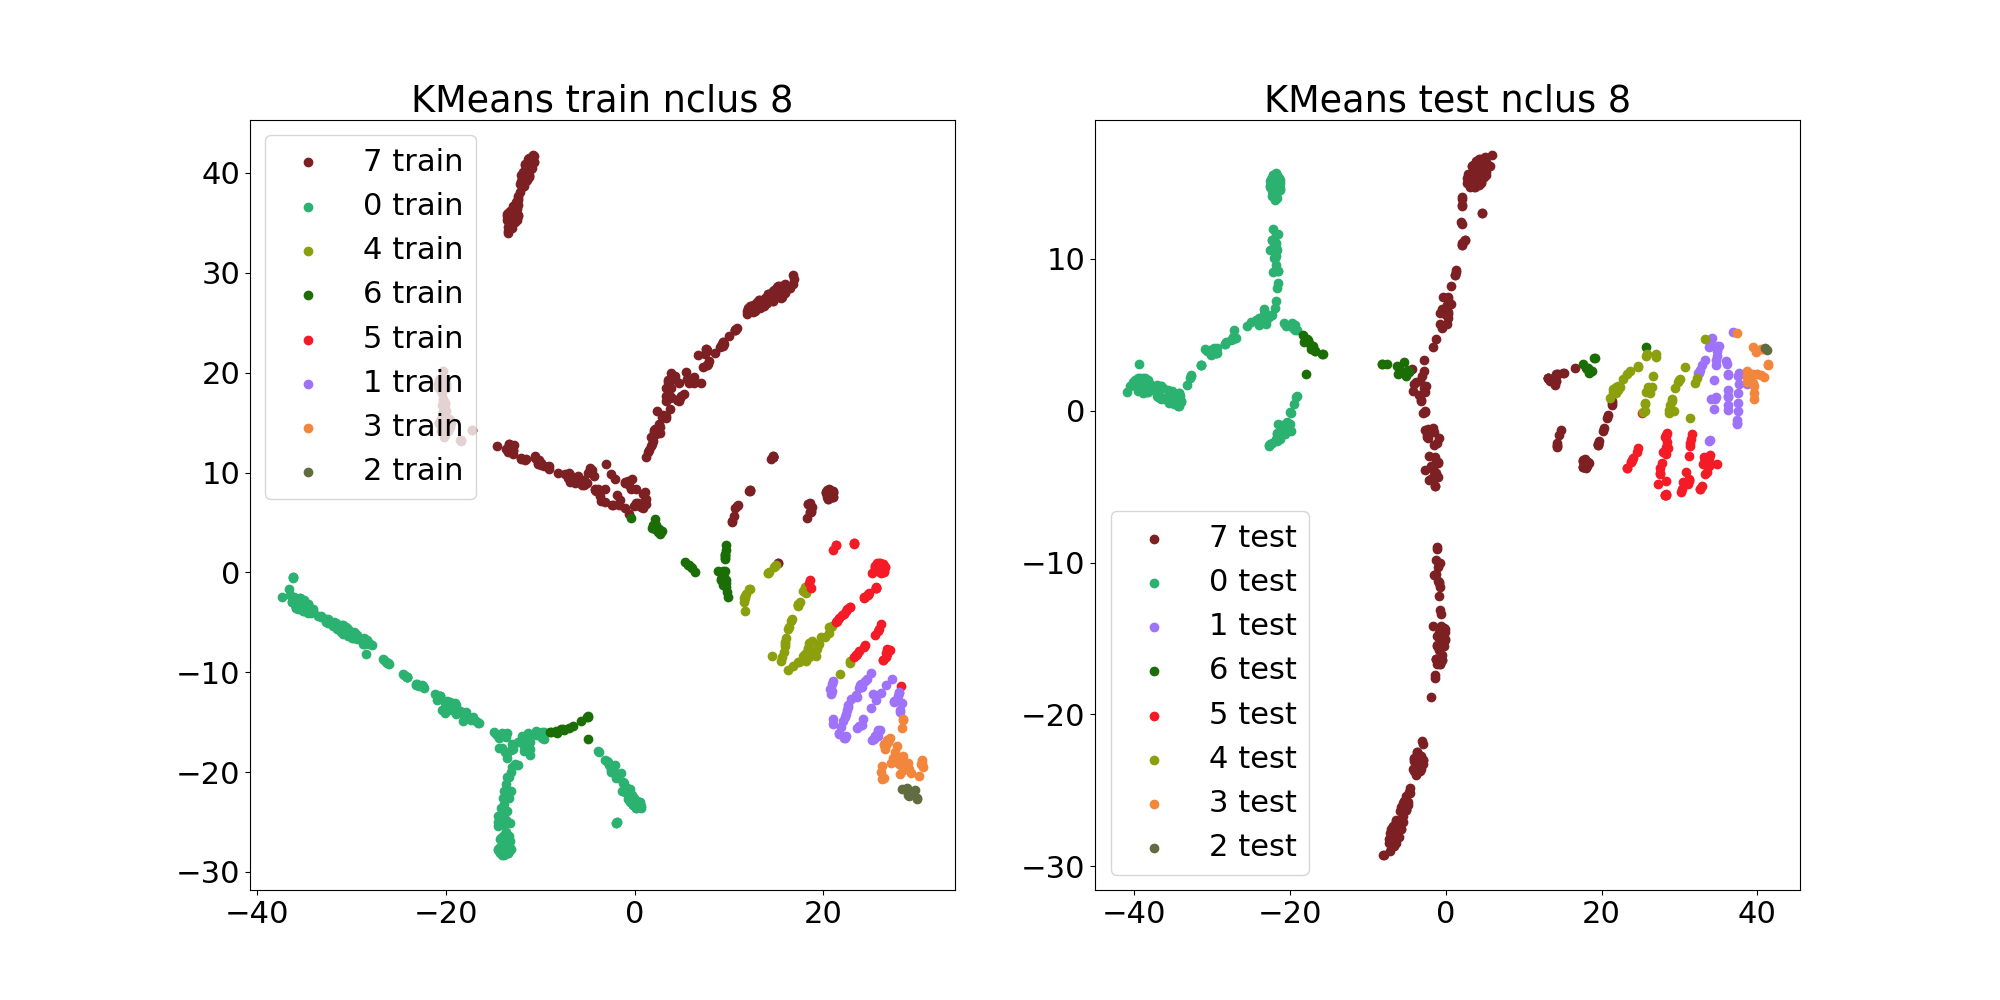 KMeans train nclus 8
40
30
20
10
0
−10
−20
−30
−40
−20
0
20
7 train
0 train
4 train
6 train
5 train
1 train
3 train
2 train
KMeans test nclus 8
10
0
−10
−20
−30
−40
−20
0
20
40
7 test
0 test
1 test
6 test
5 test
4 test
3 test
2 test